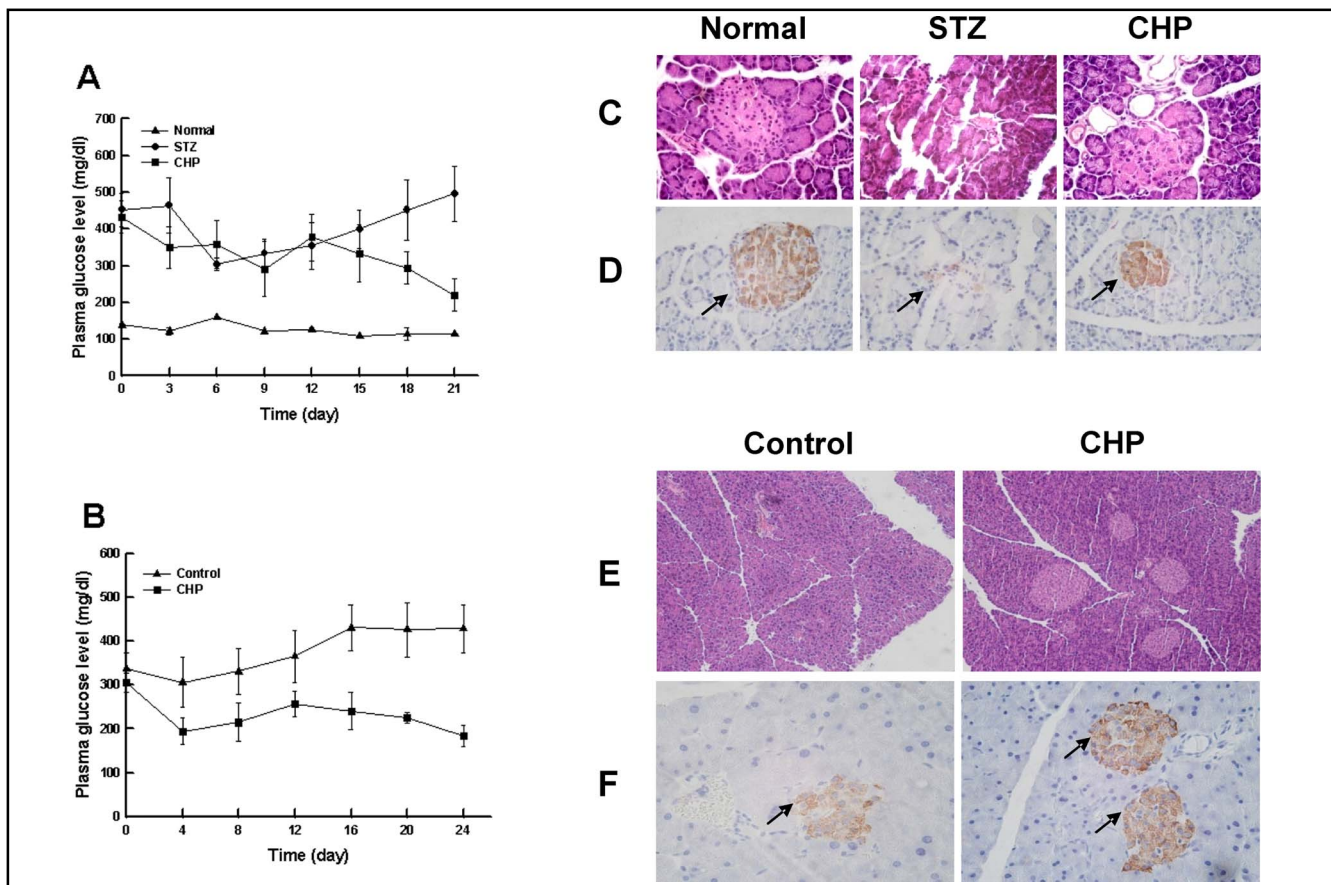 Normal STZ CHP
A
Normal
STZ
CHP
Plasma glucose level (mg/dl)
700
600
500
400
300
200
100
0
0 3 6 9 12 15 18 21
Time (day)
C
D
Control CHP
B
Control
CHP
Plasma glucose level (mg/dl)
600
500
400
300
200
100
0
0 4 8 12 16 20 24
Time (day)
E
F